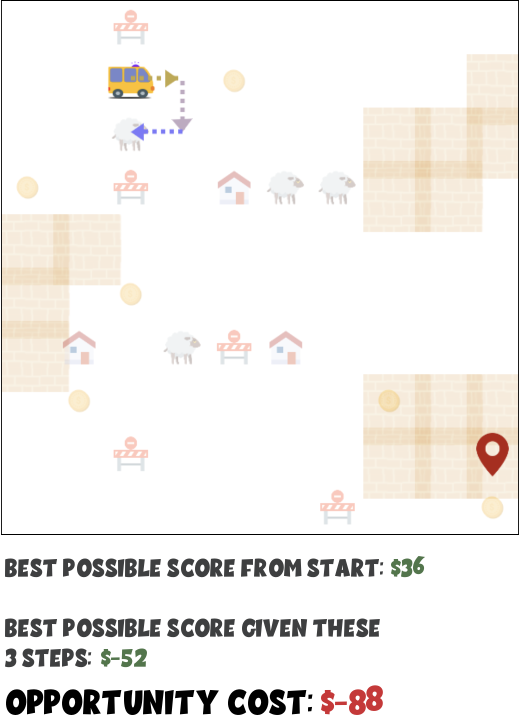 BEST POSSIBLE SCORE FROM START: $36
BEST POSSIBLE SCORE GIVEN THESE
3 STEPS: $-52
OPPORTUNITY COST: $-88